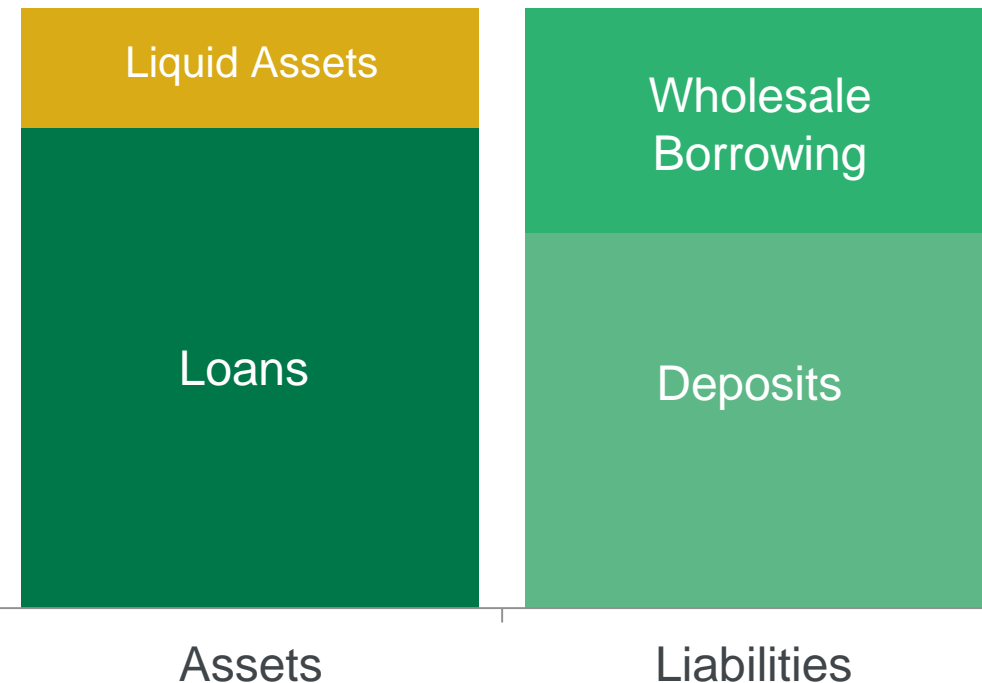 Liquid Assets
Loans
Wholesale
Borrowing
Deposits
Assets
Liabilities